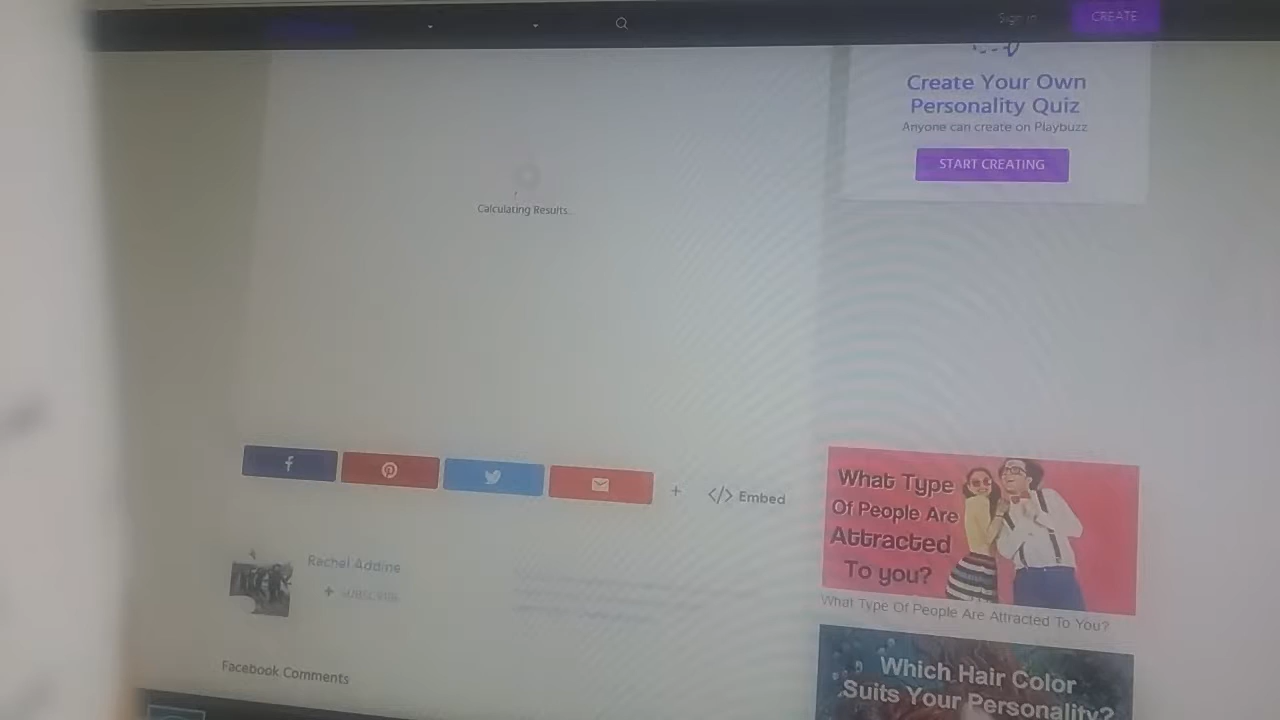 Sign in
CREATE
Create Your Own
Personality Quiz
Anyone can create on Playbuzz
START CREATING
Calculating Results...
+
</> Embed
Rachel Addine
+ SUBSCRIBE
Facebook Comments
What Type
Of People Are
Attracted
To you?
What Type Of People Are Attracted To You?
Which Hair Color
Suits Your Personality?